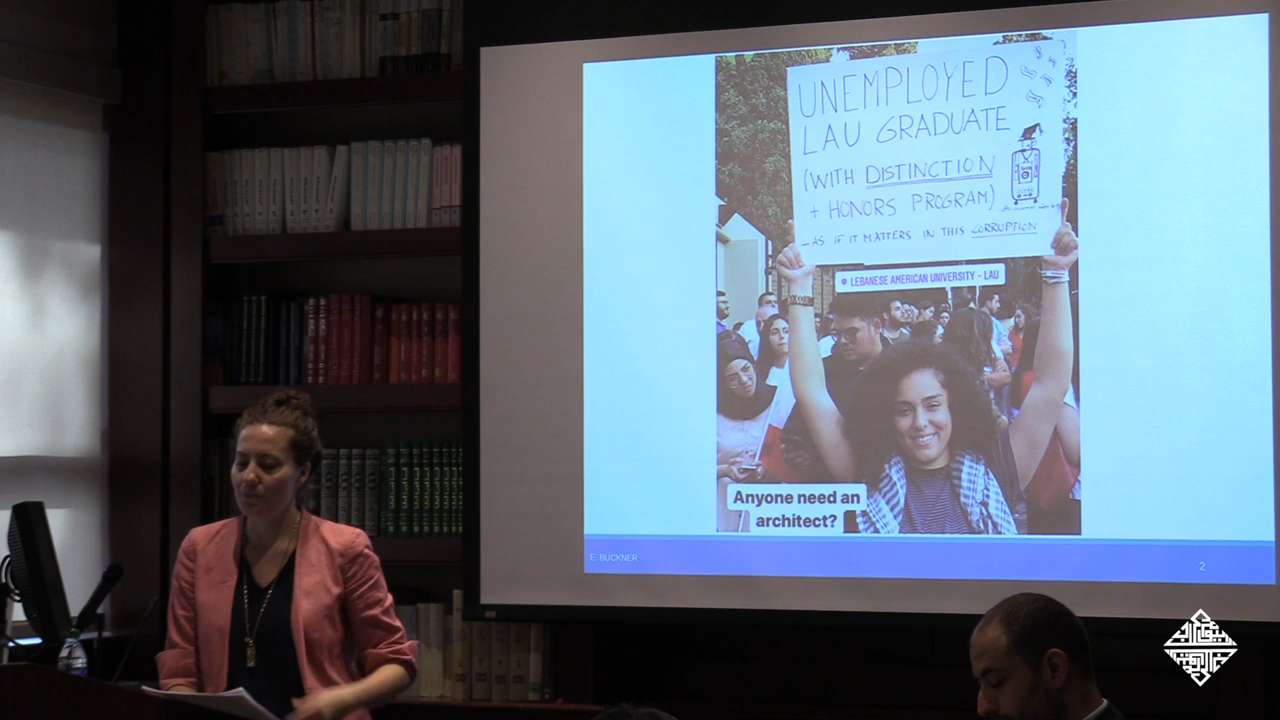 UNEMPLOYED
LAU GRADUATE
(WITH DISTINCTION
+ HONORS PROGRAM)
- AS IF IT MATTERS IN THIS CORRUPTION
LEBANESE AMERICAN UNIVERSITY - LAU
Anyone need an
architect?
E. BUCKNER
2